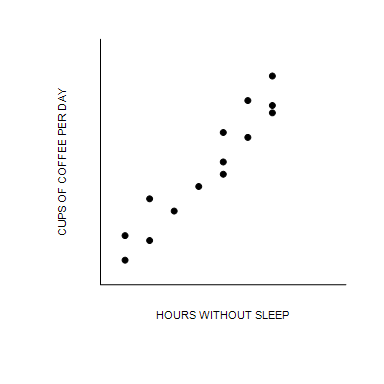 CUPS OF COFFEE PER DAY
HOURS WITHOUT SLEEP